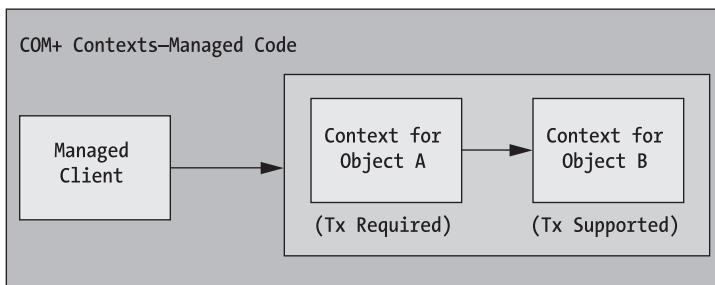 COM+ Contexts—Managed Code
Managed
Client
Context for
Object A
Context for
Object B
(Tx Required)
(Tx Supported)